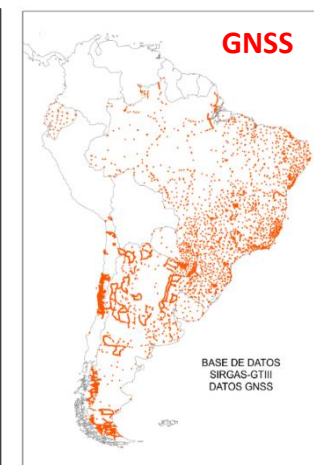 GNSS
BASE DE DATOS
SIRGAS-GTIII
DATOS GNSS